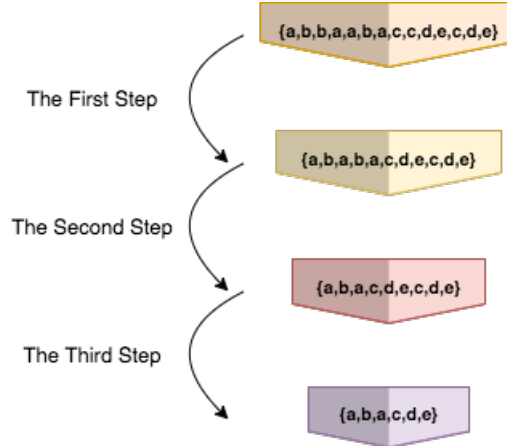 {a,b,b,a,a,b,a,c,c,d,e,c,d,e}
The First Step
{a,b,a,b,a,c,d,e,c,d,e}
The Second Step
{a,b,a,c,d,e,c,d,e}
The Third Step
{a,b,a,c,d,e}